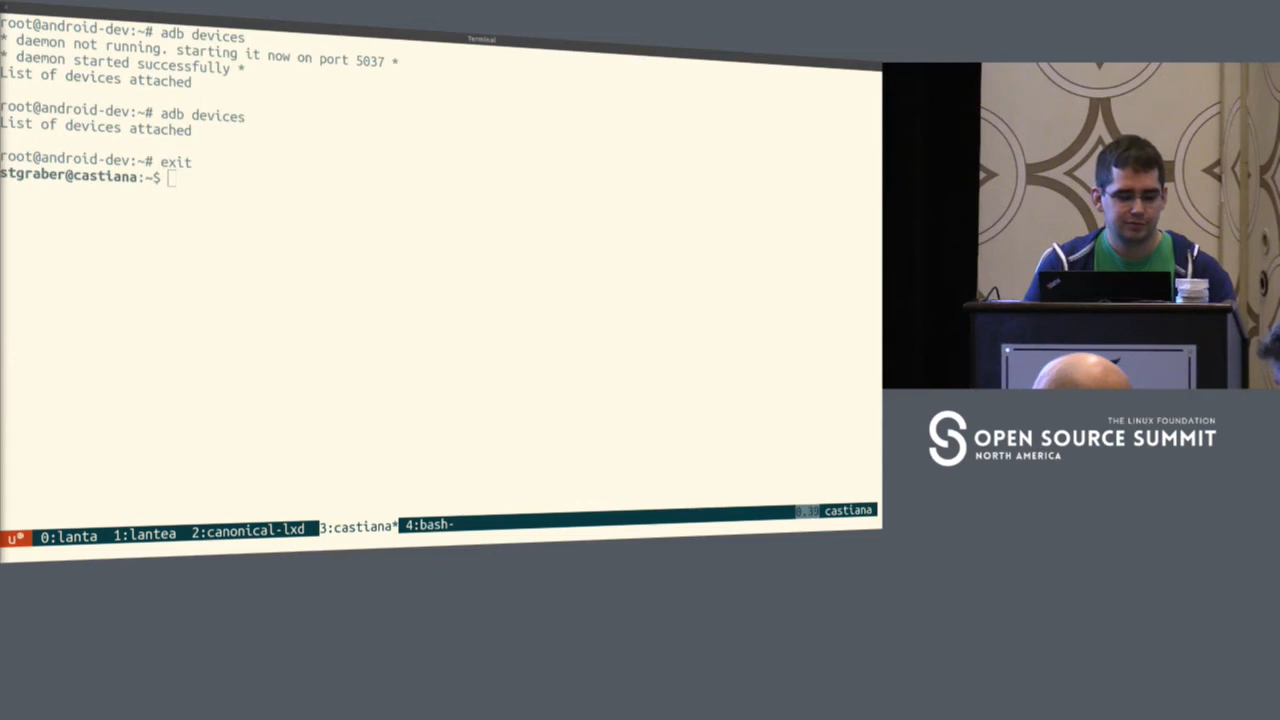 Terminal
root@android-dev:~# adb devices
* daemon not running. starting it now on port 5037 *
* daemon started successfully *
List of devices attached
root@android-dev:~# adb devices
List of devices attached
root@android-dev:~# exit
stgraber@castiana:~$
0:lanta 1:lantea 2:canonical-lxd 3:castiana* 4:bash- 0.39 castiana
THE LINUX FOUNDATION
OPEN SOURCE SUMMIT
NORTH AMERICA